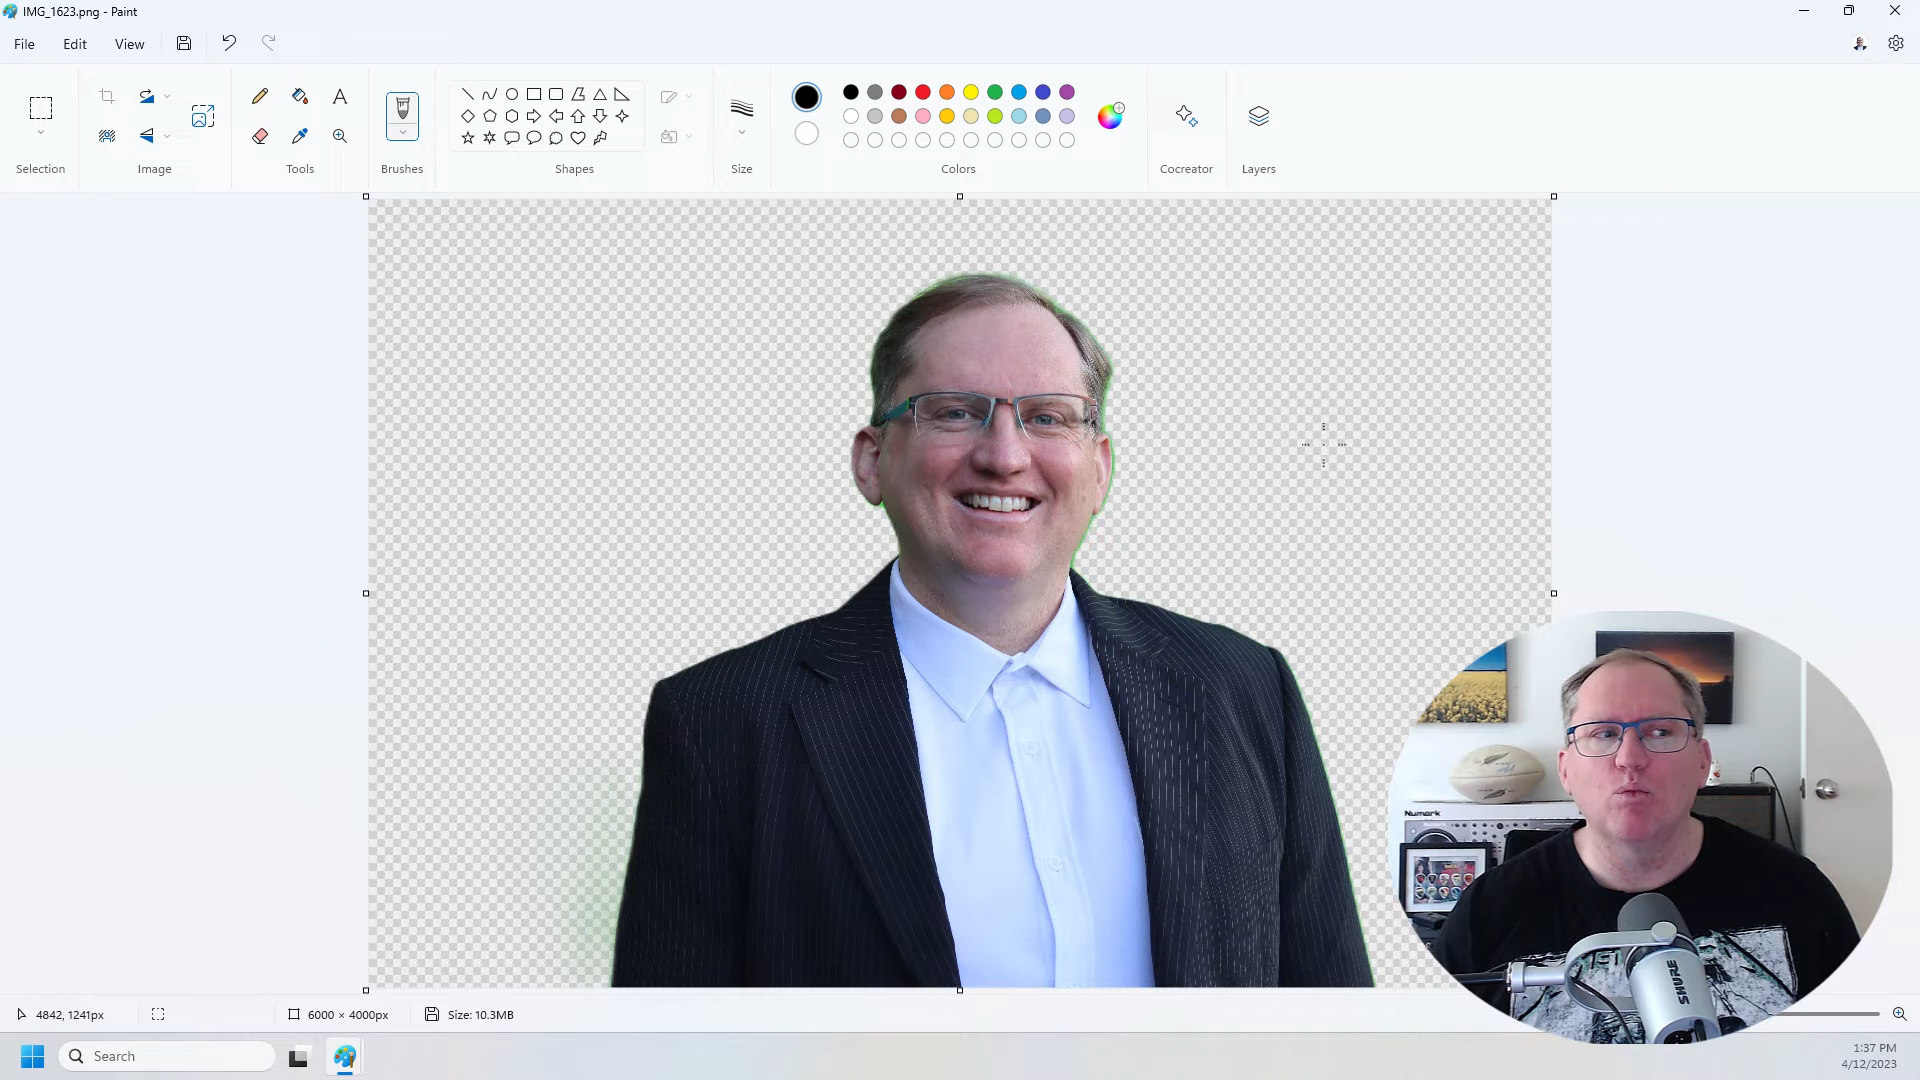 IMG_1623.png - Paint
File Edit View
A
Selection Image Tools Brushes Shapes Size Colors Cocreator Layers
Numark
SHURE
4842, 1241px
6000 × 4000px
Size: 10.3MB
Search
1:37 PM
4/12/2023